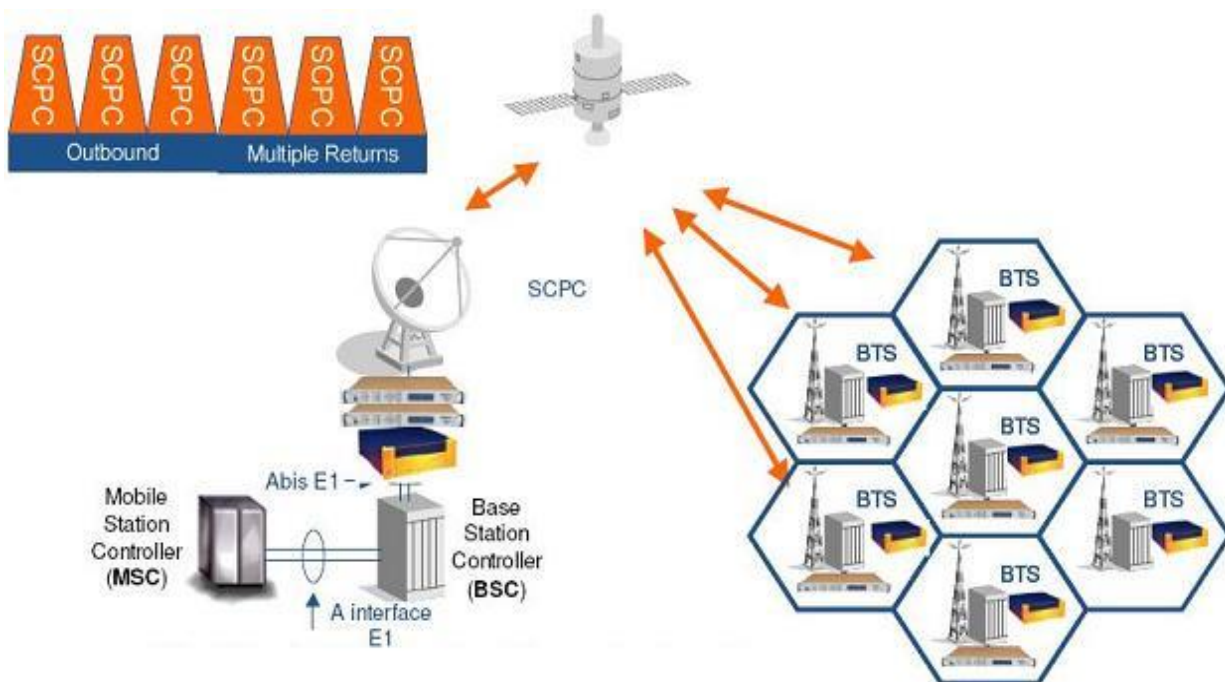 SCPC SCPC SCPC SCPC SCPC SCPC
Outbound Multiple Returns
SCPC
BTS
BTS
BTS
BTS
BTS
BTS
BTS
Abis E1
Mobile
Station
Controller
(MSC)
Base
Station
Controller
(BSC)
A interface
E1